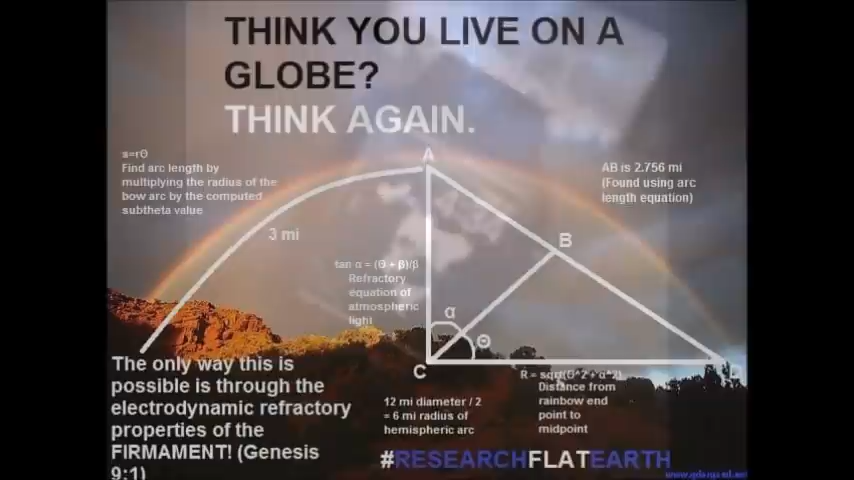 THINK YOU LIVE ON A
GLOBE?
THINK AGAIN.
s=rΘ
Find arc length by
multiplying the radius of the
bow arc by the computed
subtheta value
A
AB is 2.756 mi
(Found using arc
length equation)
3 mi
B
tan α = (Θ + β)/β
Refractory
equation of
atmospheric
light
α
Θ
The only way this is
possible is through the
electrodynamic refractory
properties of the
FIRMAMENT! (Genesis
9:1)
C
D
R = sqrt(Θ^2 + α^2)
Distance from
rainbow end
point to
midpoint
12 mi diameter / 2
= 6 mi radius of
hemispheric arc
#RESEARCHFLATEARTH